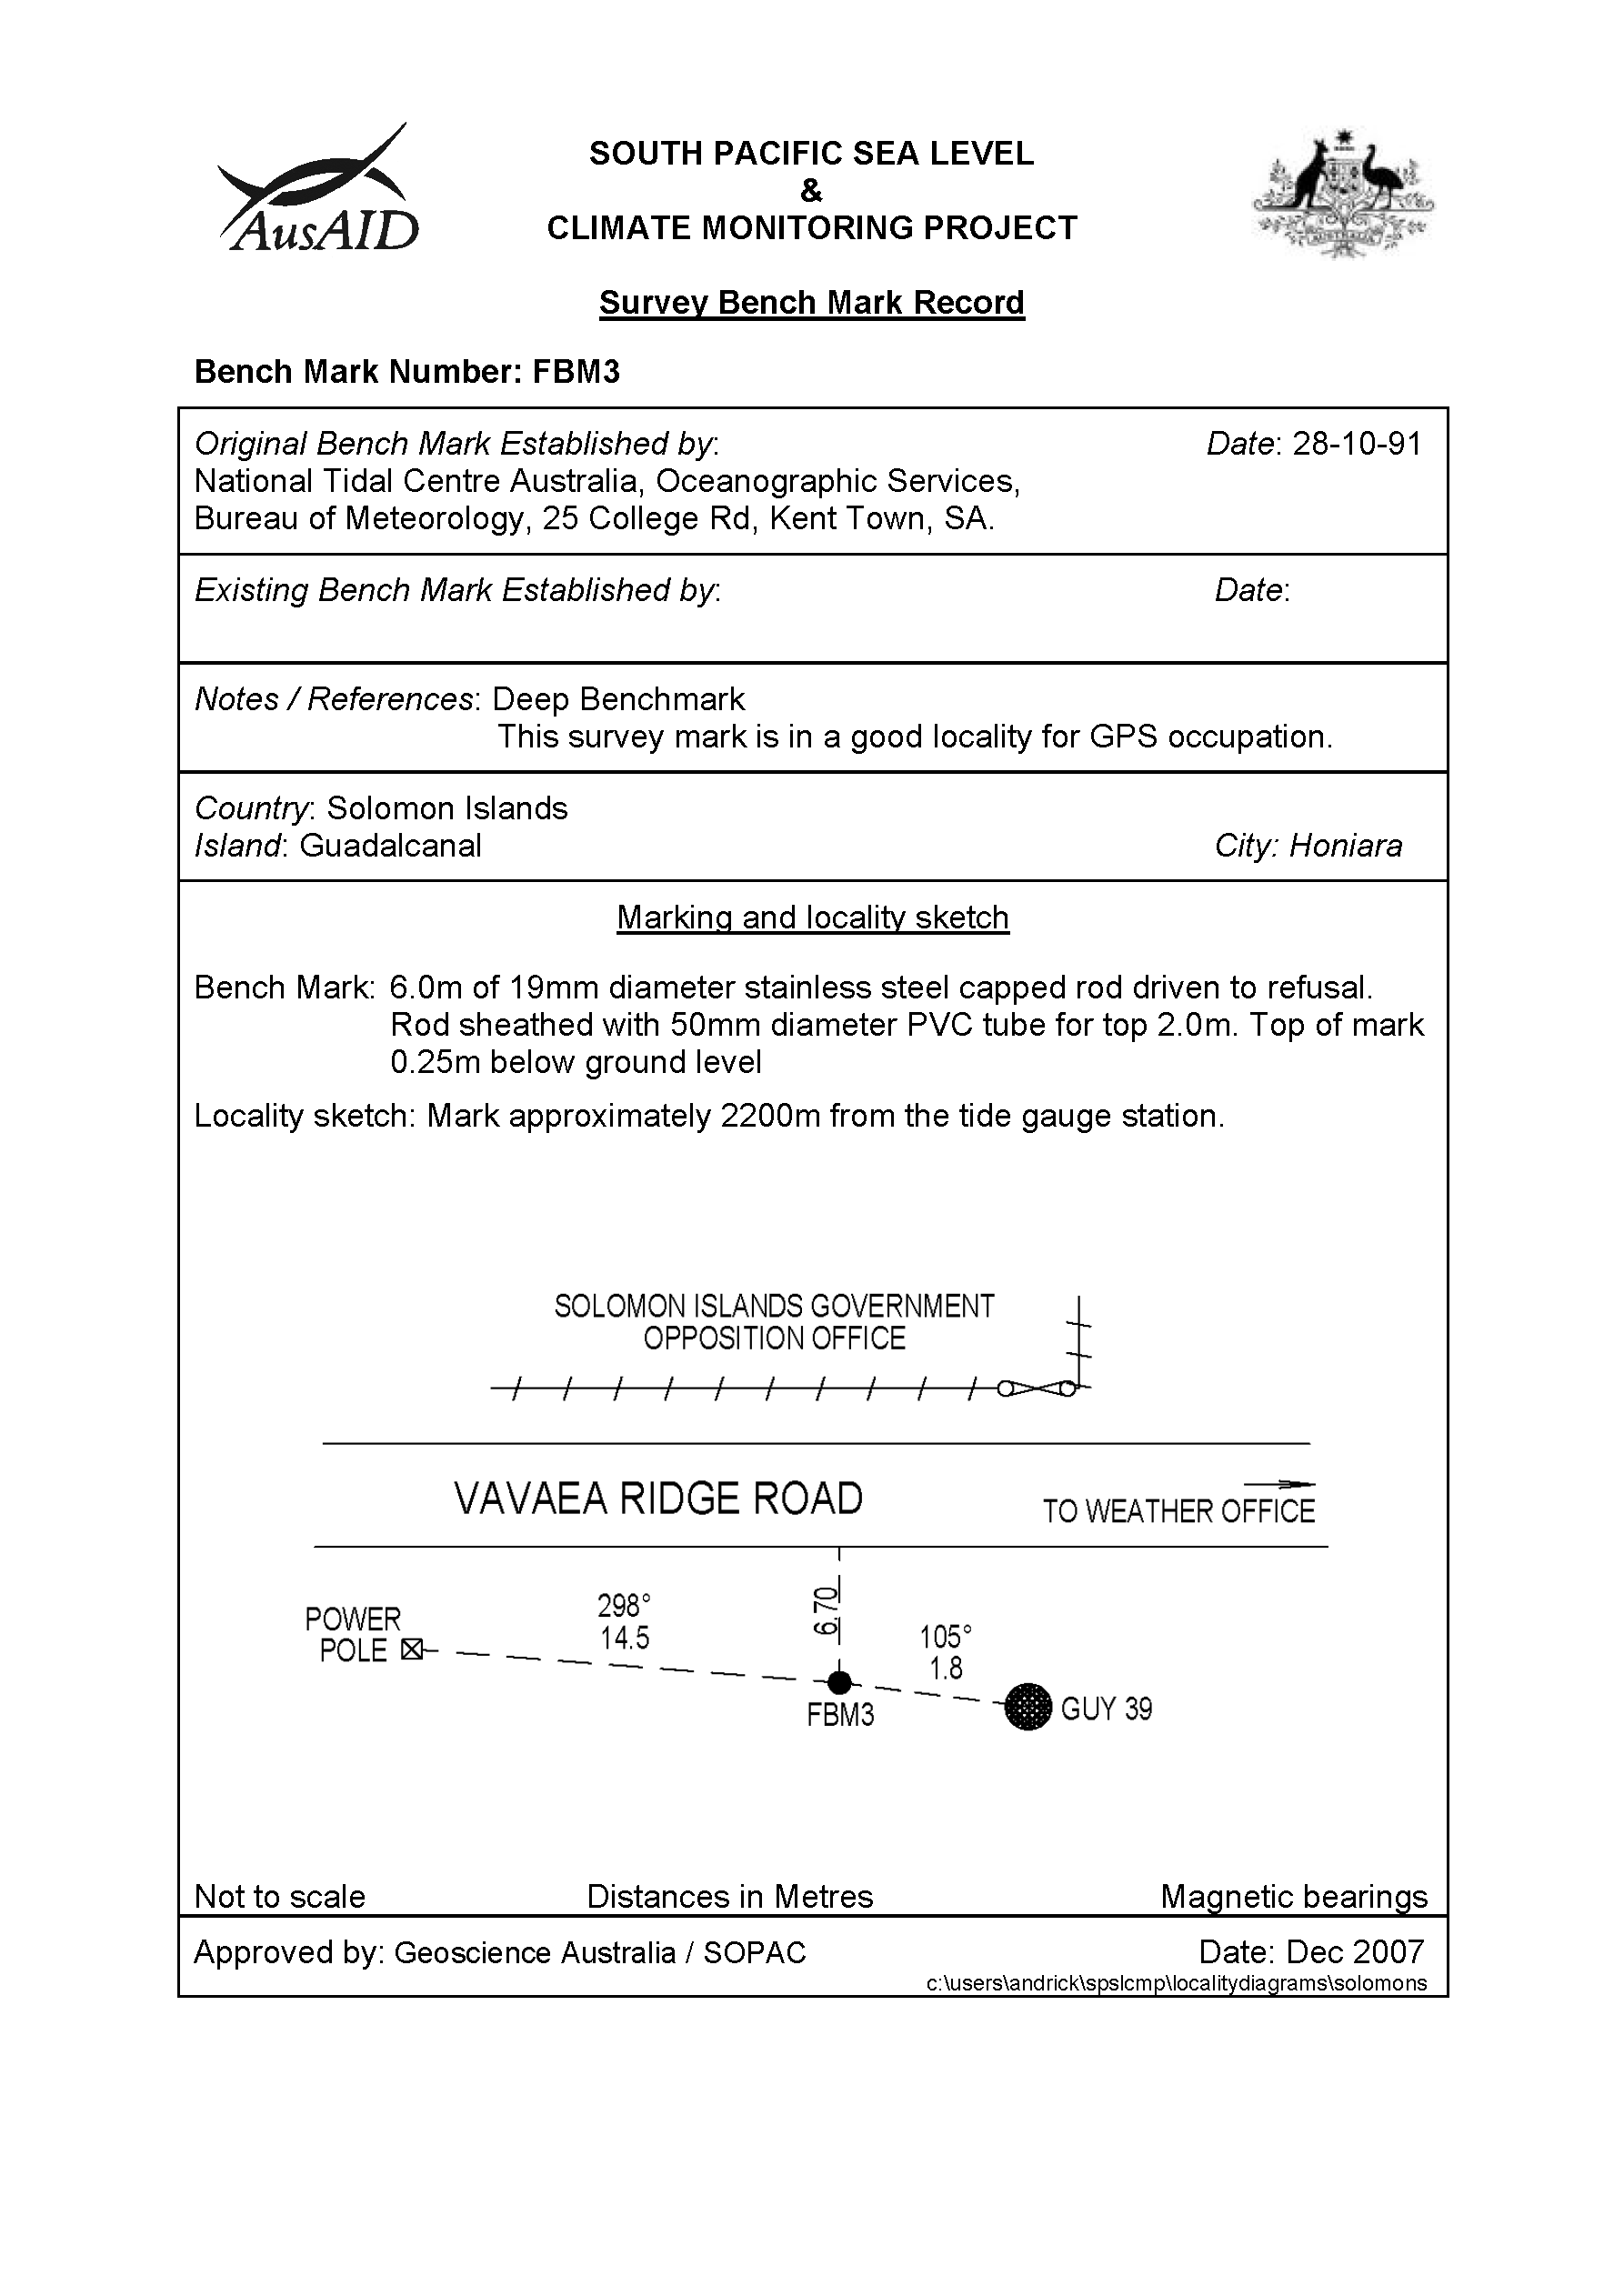 AusAID
SOUTH PACIFIC SEA LEVEL
&
CLIMATE MONITORING PROJECT
AUSTRALIA
Survey Bench Mark Record
Bench Mark Number: FBM3
Original Bench Mark Established by: Date: 28-10-91
National Tidal Centre Australia, Oceanographic Services,
Bureau of Meteorology, 25 College Rd, Kent Town, SA.
Existing Bench Mark Established by: Date:
Notes / References: Deep Benchmark
This survey mark is in a good locality for GPS occupation.
Country: Solomon Islands
Island: Guadalcanal City: Honiara
Marking and locality sketch
Bench Mark: 6.0m of 19mm diameter stainless steel capped rod driven to refusal.
Rod sheathed with 50mm diameter PVC tube for top 2.0m. Top of mark
0.25m below ground level
Locality sketch: Mark approximately 2200m from the tide gauge station.
SOLOMON ISLANDS GOVERNMENT
OPPOSITION OFFICE
VAVAEA RIDGE ROAD
TO WEATHER OFFICE
POWER
POLE
298°
14.5
6.70
105°
1.8
FBM3
GUY 39
Not to scale Distances in Metres Magnetic bearings
Approved by: Geoscience Australia / SOPAC Date: Dec 2007
c:\users\andrick\spslcmp\localitydiagrams\solomons